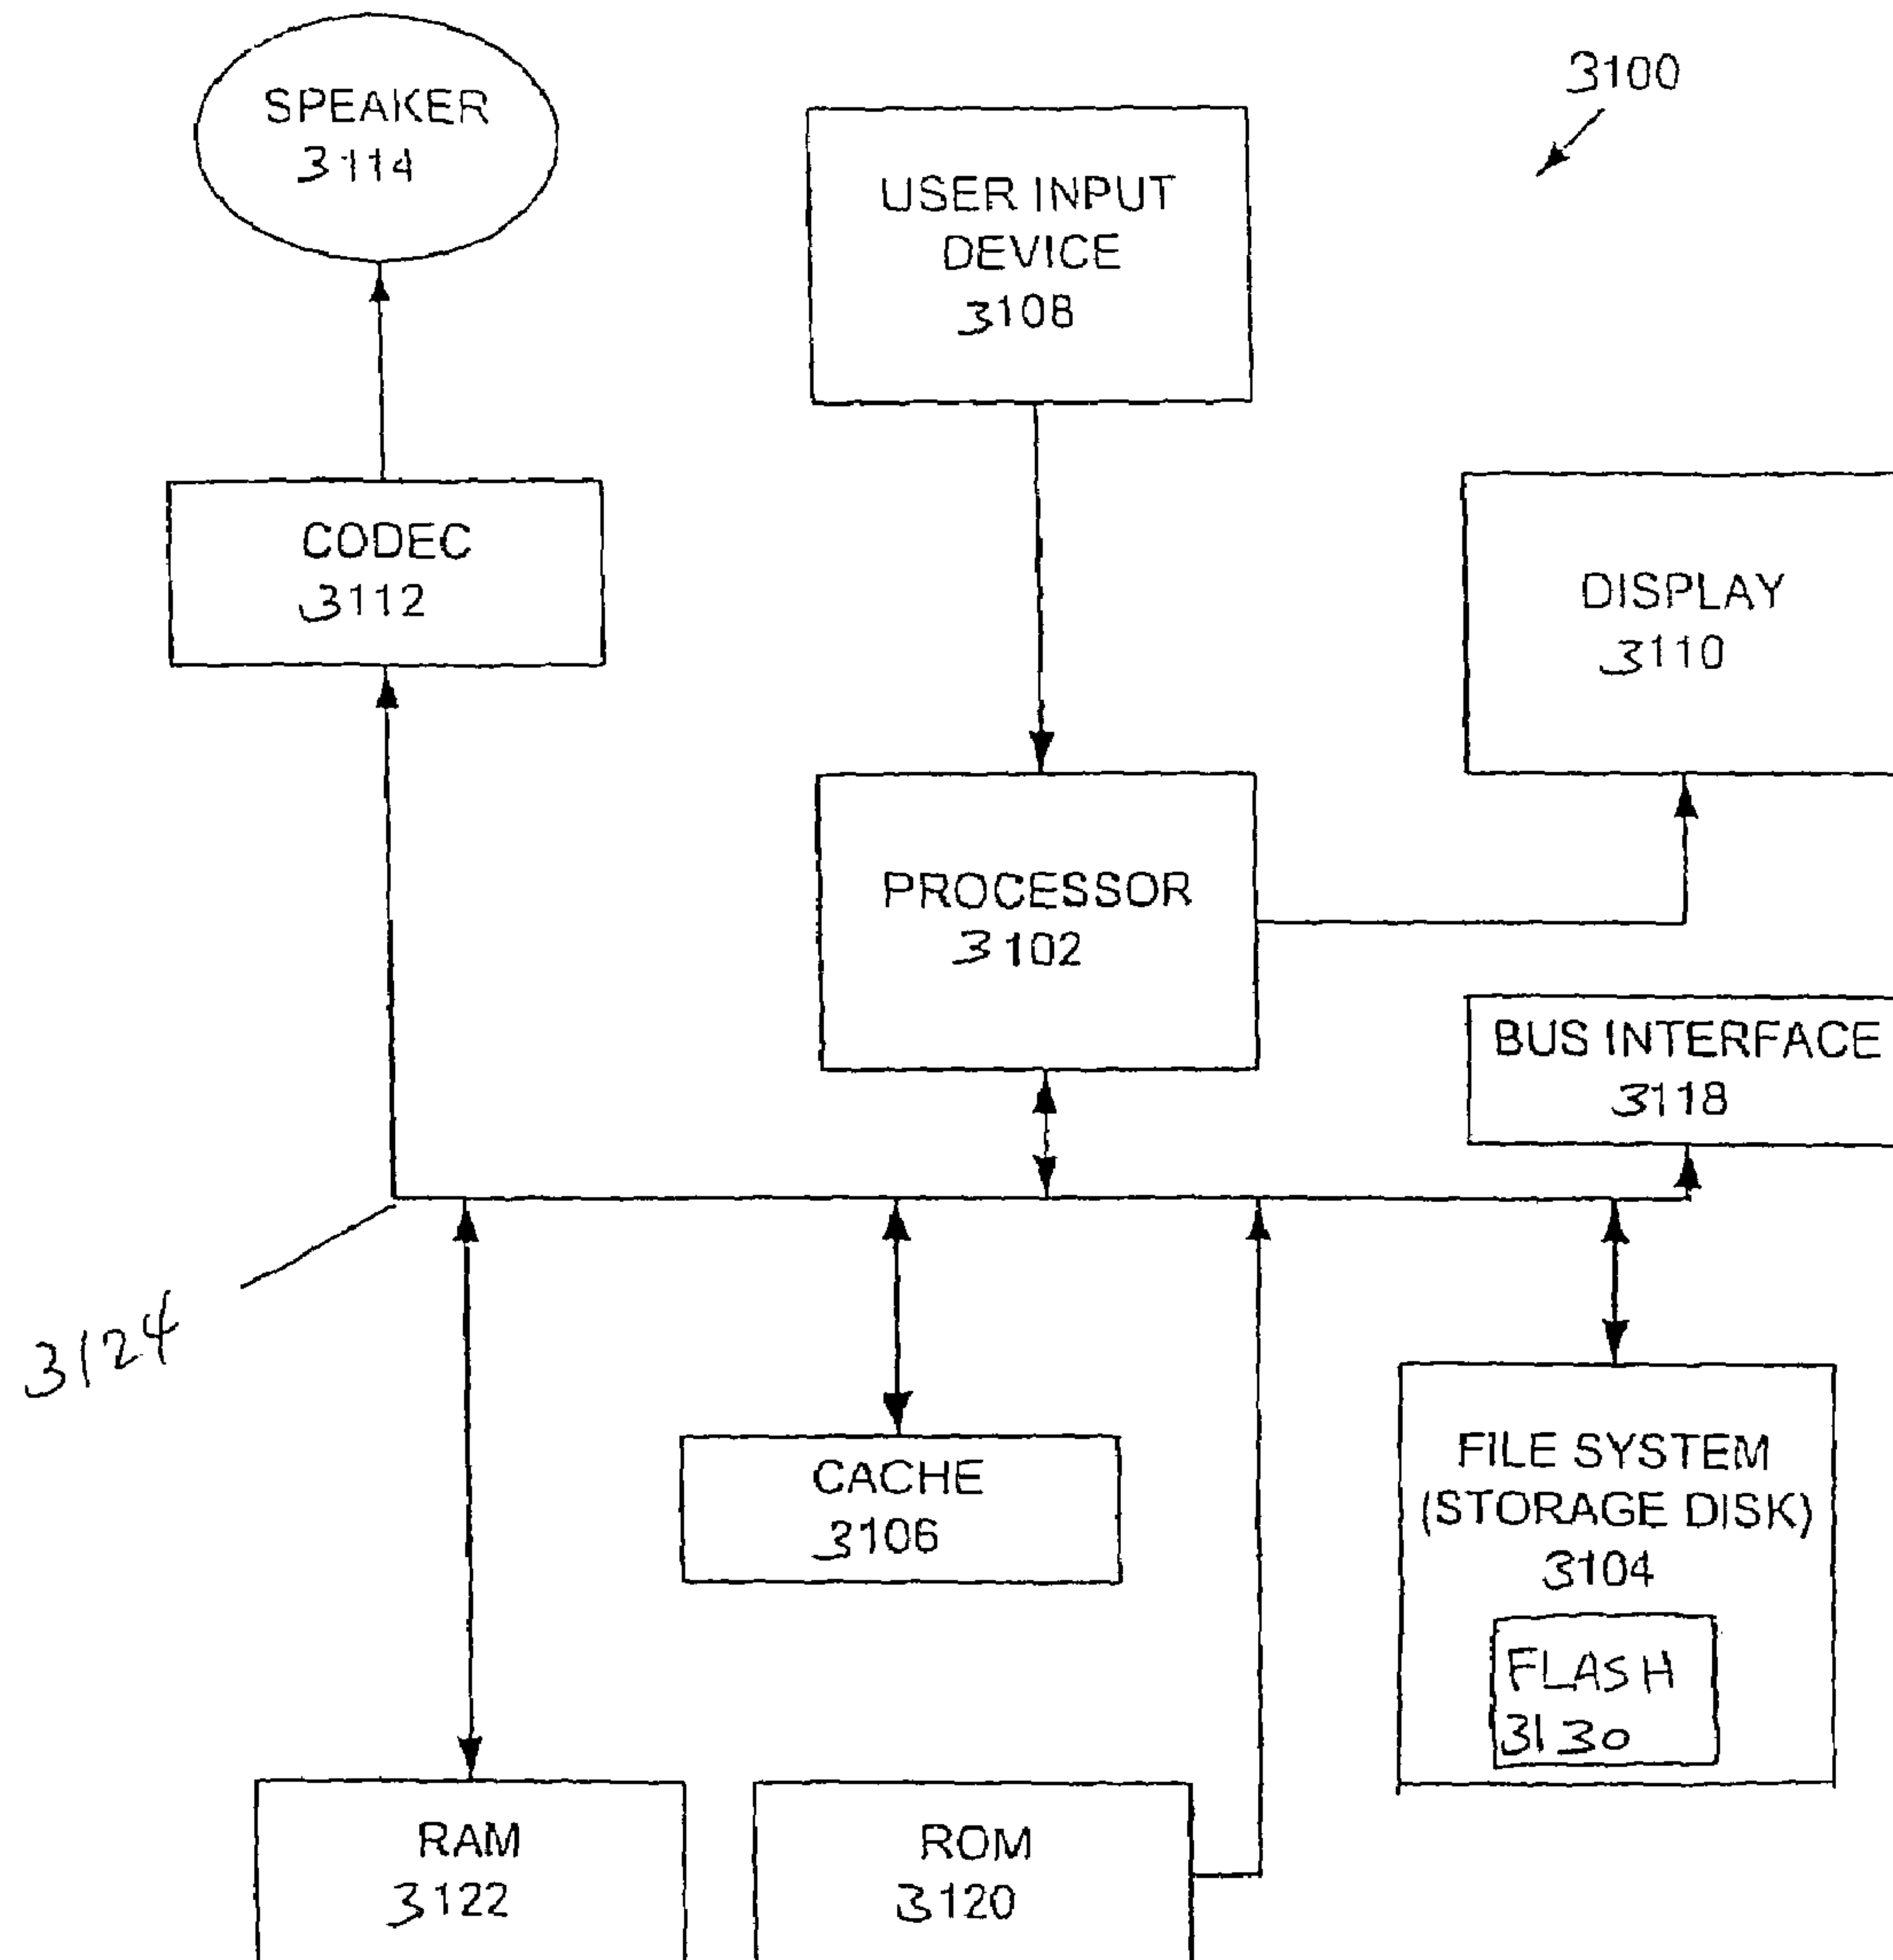 3100
SPEAKER
3114
USER INPUT
DEVICE
3108
CODEC
3112
DISPLAY
3110
PROCESSOR
3102
BUS INTERFACE
3118
3124
CACHE
3106
FILE SYSTEM
(STORAGE DISK)
3104
FLASH
3130
RAM
3122
ROM
3120